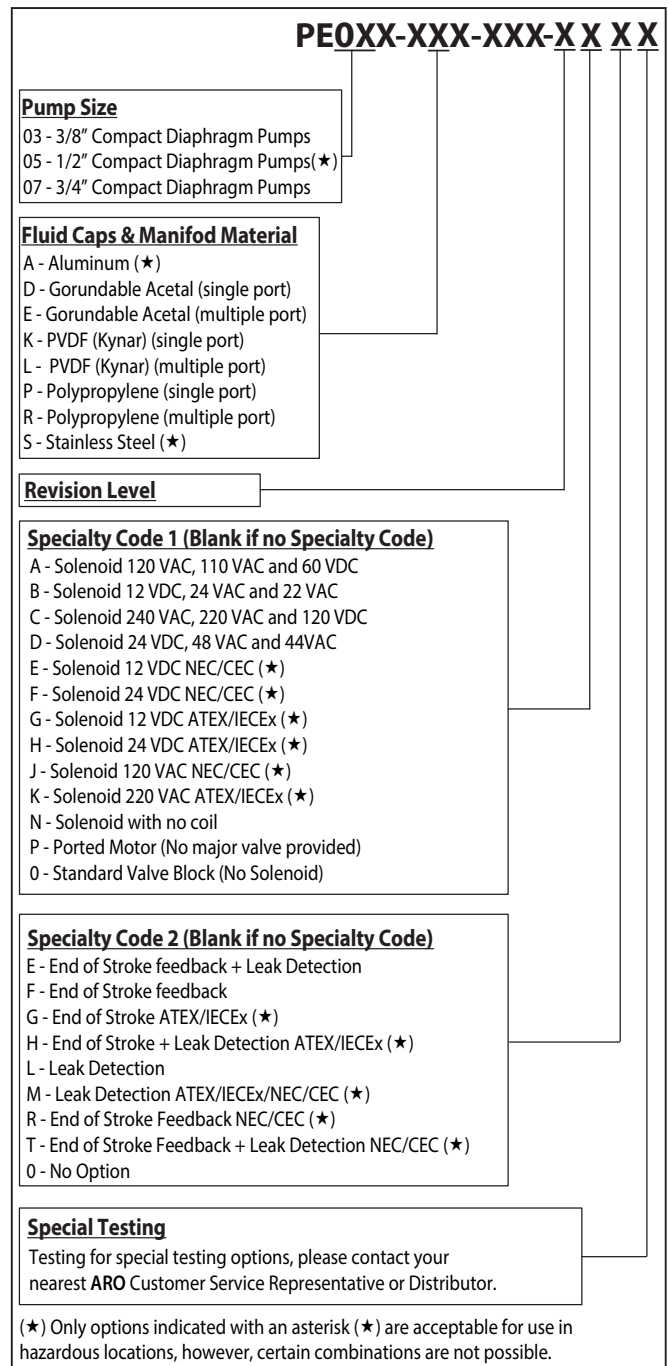 PE0XX-XXX-XXX-X X X X
Pump Size
03 - 3/8” Compact Diaphragm Pumps
05 - 1/2” Compact Diaphragm Pumps(★)
07 - 3/4” Compact Diaphragm Pumps
Fluid Caps & Manifod Material
A - Aluminum (★)
D - Gorundable Acetal (single port)
E - Gorundable Acetal (multiple port)
K - PVDF (Kynar) (single port)
L - PVDF (Kynar) (multiple port)
P - Polypropylene (single port)
R - Polypropylene (multiple port)
S - Stainless Steel (★)
Revision Level
Specialty Code 1 (Blank if no Specialty Code)
A - Solenoid 120 VAC, 110 VAC and 60 VDC
B - Solenoid 12 VDC, 24 VAC and 22 VAC
C - Solenoid 240 VAC, 220 VAC and 120 VDC
D - Solenoid 24 VDC, 48 VAC and 44VAC
E - Solenoid 12 VDC NEC/CEC (★)
F - Solenoid 24 VDC NEC/CEC (★)
G - Solenoid 12 VDC ATEX/IECEx (★)
H - Solenoid 24 VDC ATEX/IECEx (★)
J - Solenoid 120 VAC NEC/CEC (★)
K - Solenoid 220 VAC ATEX/IECEx (★)
N - Solenoid with no coil
P - Ported Motor (No major valve provided)
0 - Standard Valve Block (No Solenoid)
Specialty Code 2 (Blank if no Specialty Code)
E - End of Stroke feedback + Leak Detection
F - End of Stroke feedback
G - End of Stroke ATEX/IECEx (★)
H - End of Stroke + Leak Detection ATEX/IECEx (★)
L - Leak Detection
M - Leak Detection ATEX/IECEx/NEC/CEC (★)
R - End of Stroke Feedback NEC/CEC (★)
T - End of Stroke Feedback + Leak Detection NEC/CEC (★)
0 - No Option
Special Testing
Testing for special testing options, please contact your
nearest ARO Customer Service Representative or Distributor.
(★) Only options indicated with an asterisk (★) are acceptable for use in
hazardous locations, however, certain combinations are not possible.